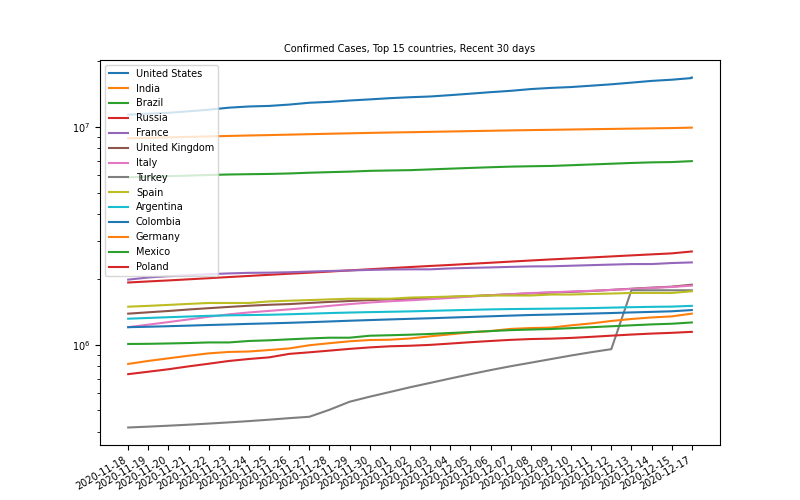 Confirmed Cases, Top 15 countries, Recent 30 days
United States
India
Brazil
Russia
France
United Kingdom
Italy
Turkey
Spain
Argentina
Colombia
Germany
Mexico
Poland
10⁷
10⁶
2020-11-18
2020-11-19
2020-11-20
2020-11-21
2020-11-22
2020-11-23
2020-11-24
2020-11-25
2020-11-26
2020-11-27
2020-11-28
2020-11-29
2020-11-30
2020-12-01
2020-12-02
2020-12-03
2020-12-04
2020-12-05
2020-12-06
2020-12-07
2020-12-08
2020-12-09
2020-12-10
2020-12-11
2020-12-12
2020-12-13
2020-12-14
2020-12-15
2020-12-17